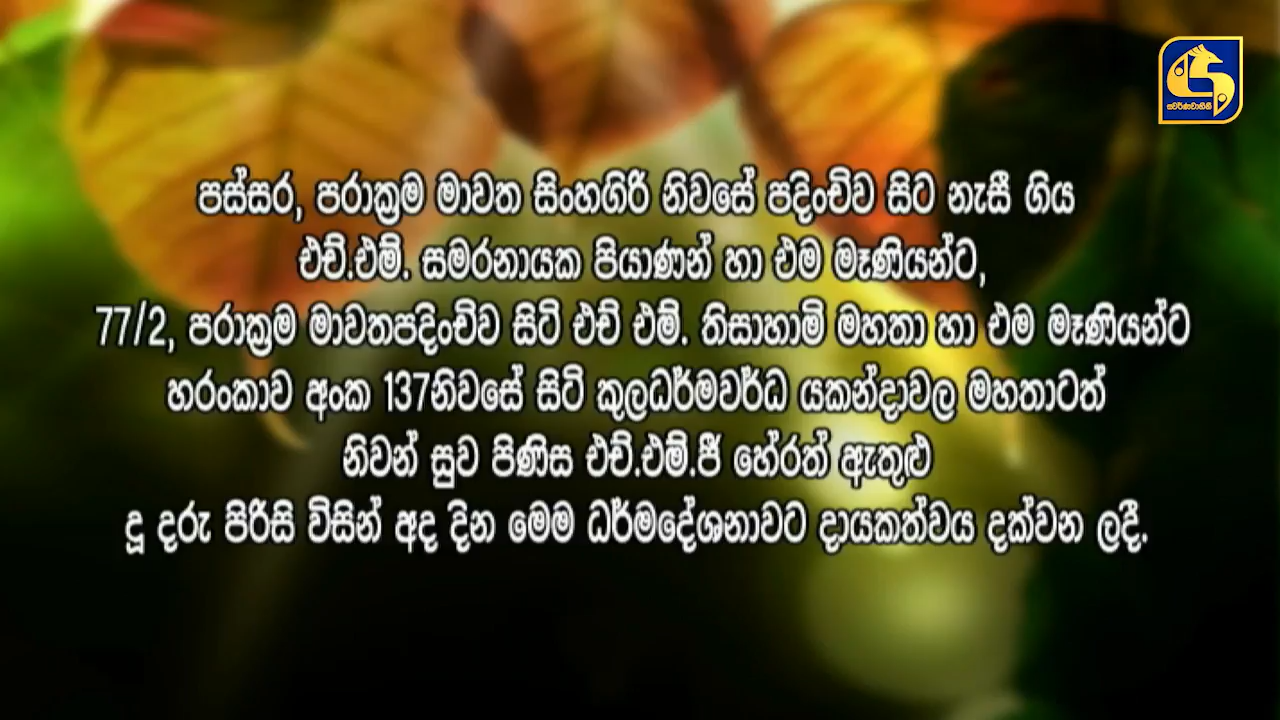 ස්වර්ණවාහිනී
පස්සර, පරාක්‍රම මාවත සිංහගිරි නිවසේ පදිංචිව සිට නැසී ගිය
එච්.එම්. සමරනායක පියාණන් හා එම මෑණියන්ට,
77/2, පරාක්‍රම මාවතපදිංචිව සිටි එච් එම්. තිසාහාමි මහතා හා එම මෑණියන්ට
හරංකාව අංක 137නිවසේ සිටි කුලධර්මවර්ධ යකන්දාවල මහතාටත්
නිවන් සුව පිණිස එච්.එම්.ජී හේරත් ඇතුළු
දූ දරු පිරිසි විසින් අද දින මෙම ධර්මදේශනාවට දායකත්වය දක්වන ලදී.